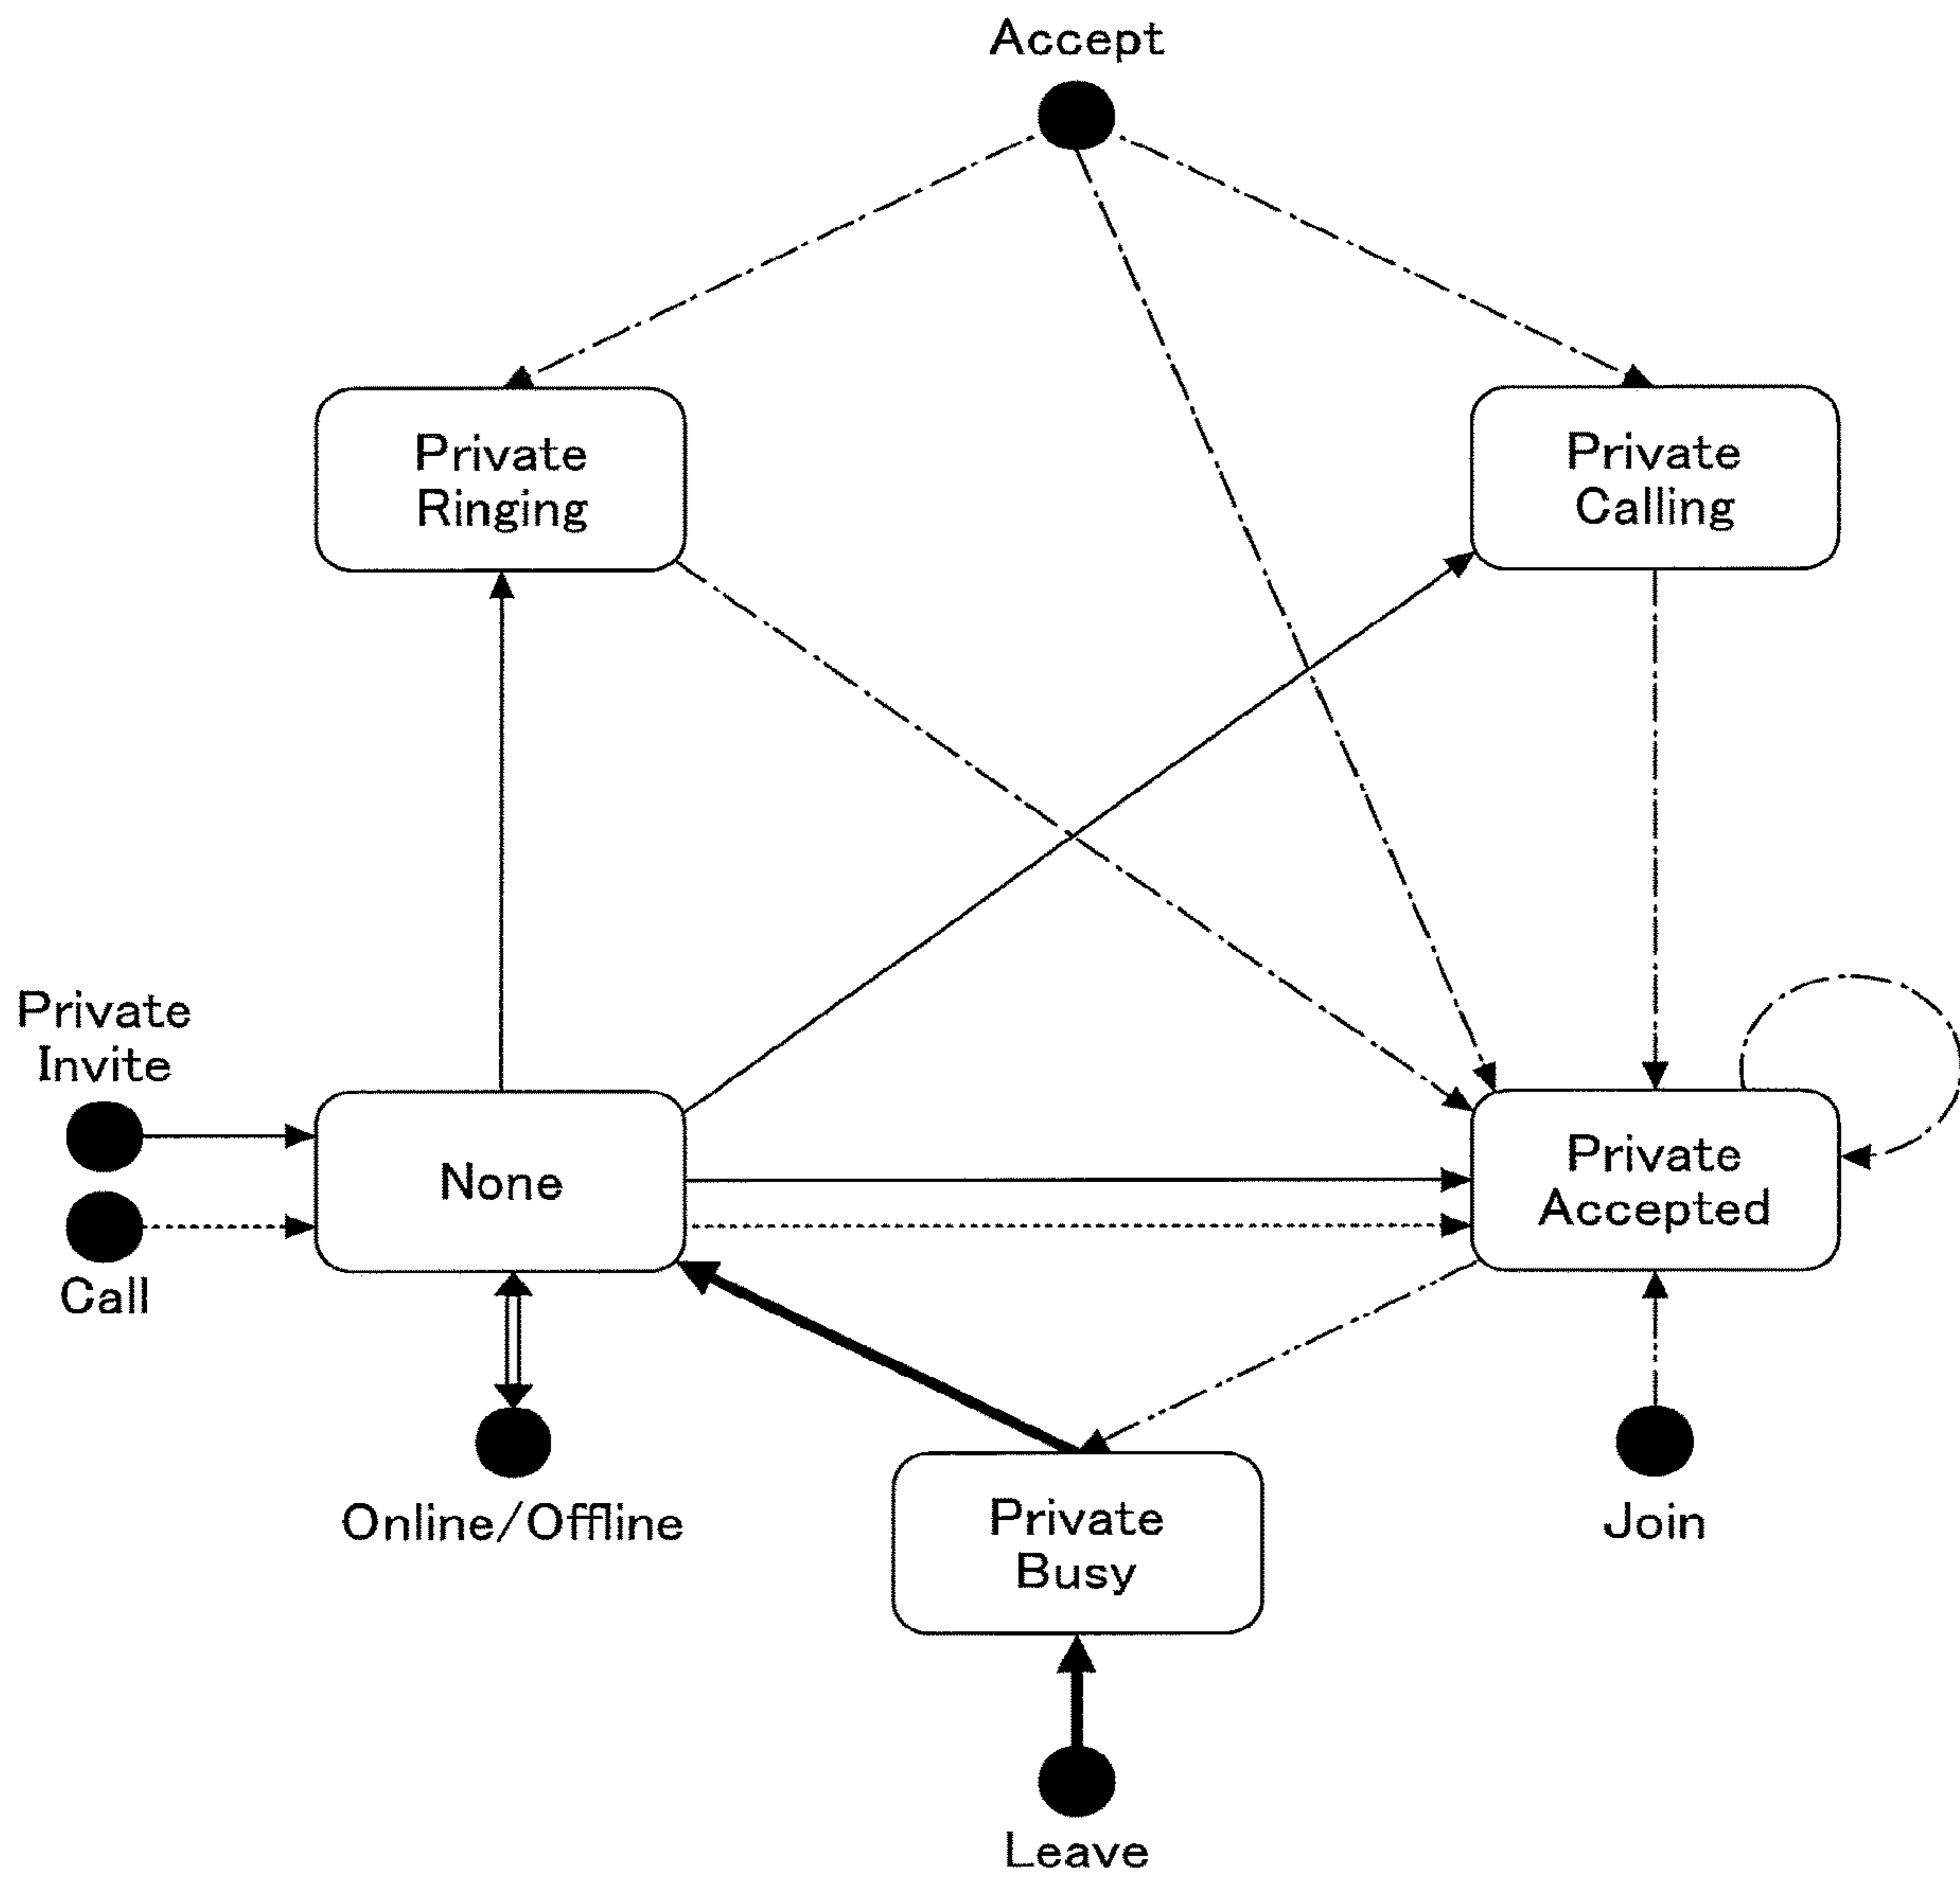 Accept
Private
Ringing
Private
Calling
Private
Invite
None
Private
Accepted
Call
Online/Offline
Private
Busy
Join
Leave